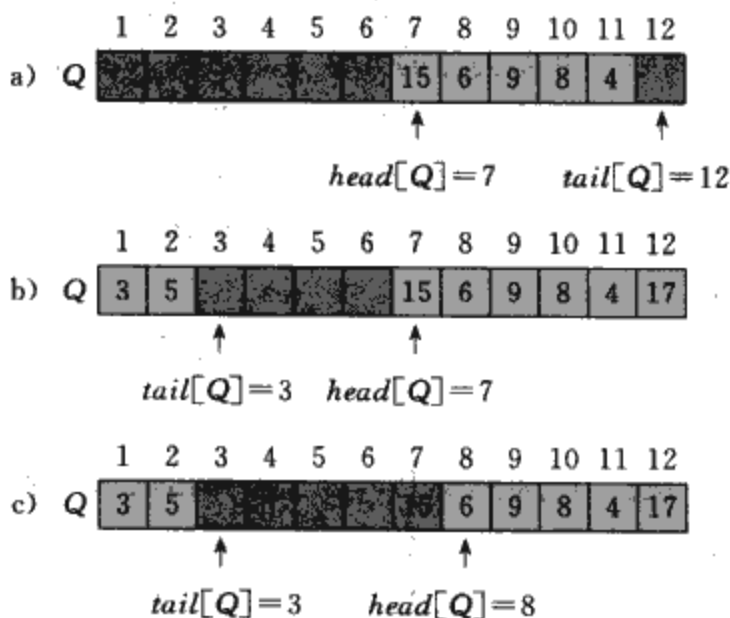 1 2 3 4 5 6 7 8 9 10 11 12
a) Q 15 6 9 8 4
head[Q]=7 tail[Q]=12
1 2 3 4 5 6 7 8 9 10 11 12
b) Q 3 5 15 6 9 8 4 17
tail[Q]=3 head[Q]=7
1 2 3 4 5 6 7 8 9 10 11 12
c) Q 3 5 15 6 9 8 4 17
tail[Q]=3 head[Q]=8